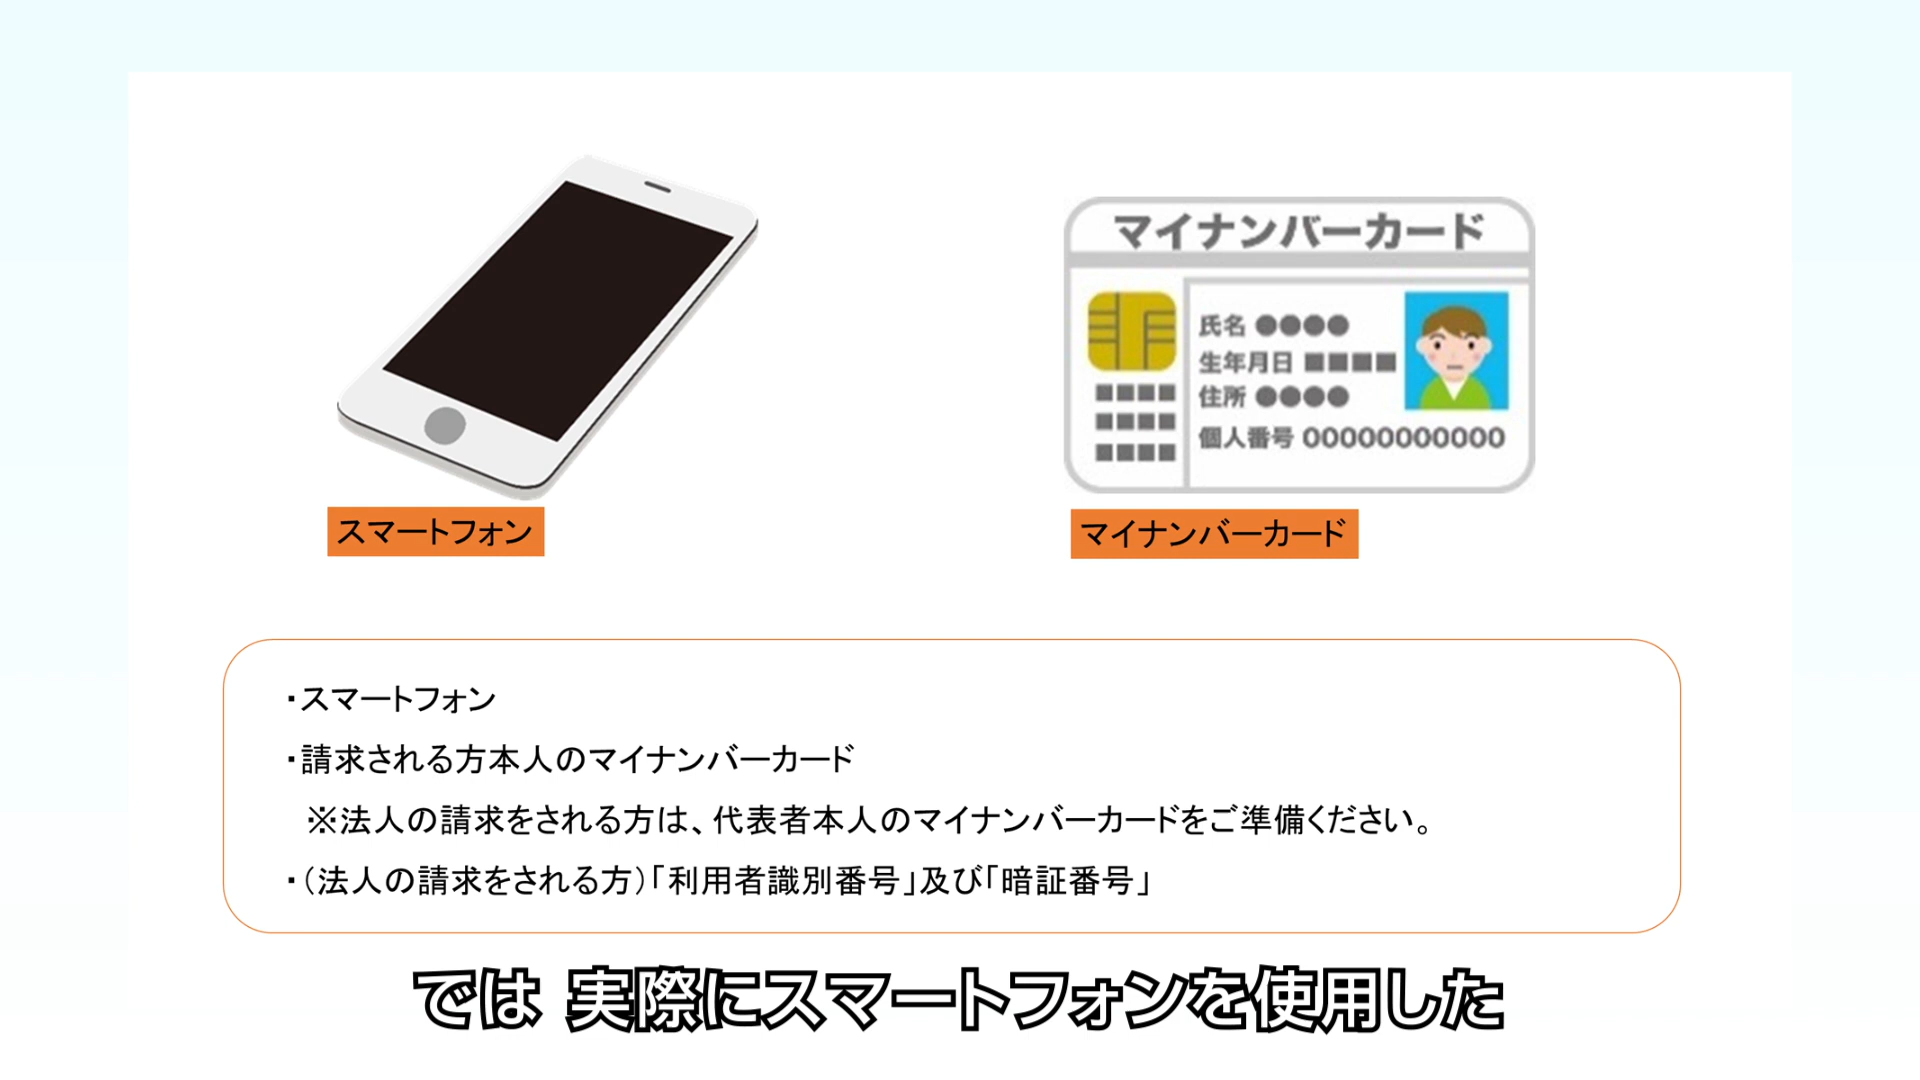 マイナンバーカード
氏名 ●●●●
生年月日 ■■■■
住所 ●●●●
個人番号 00000000000
スマートフォン
マイナンバーカード
・スマートフォン
・請求される方本人のマイナンバーカード
※法人の請求をされる方は、代表者本人のマイナンバーカードをご準備ください。
・(法人の請求をされる方)「利用者識別番号」及び「暗証番号」
では 実際にスマートフォンを使用した